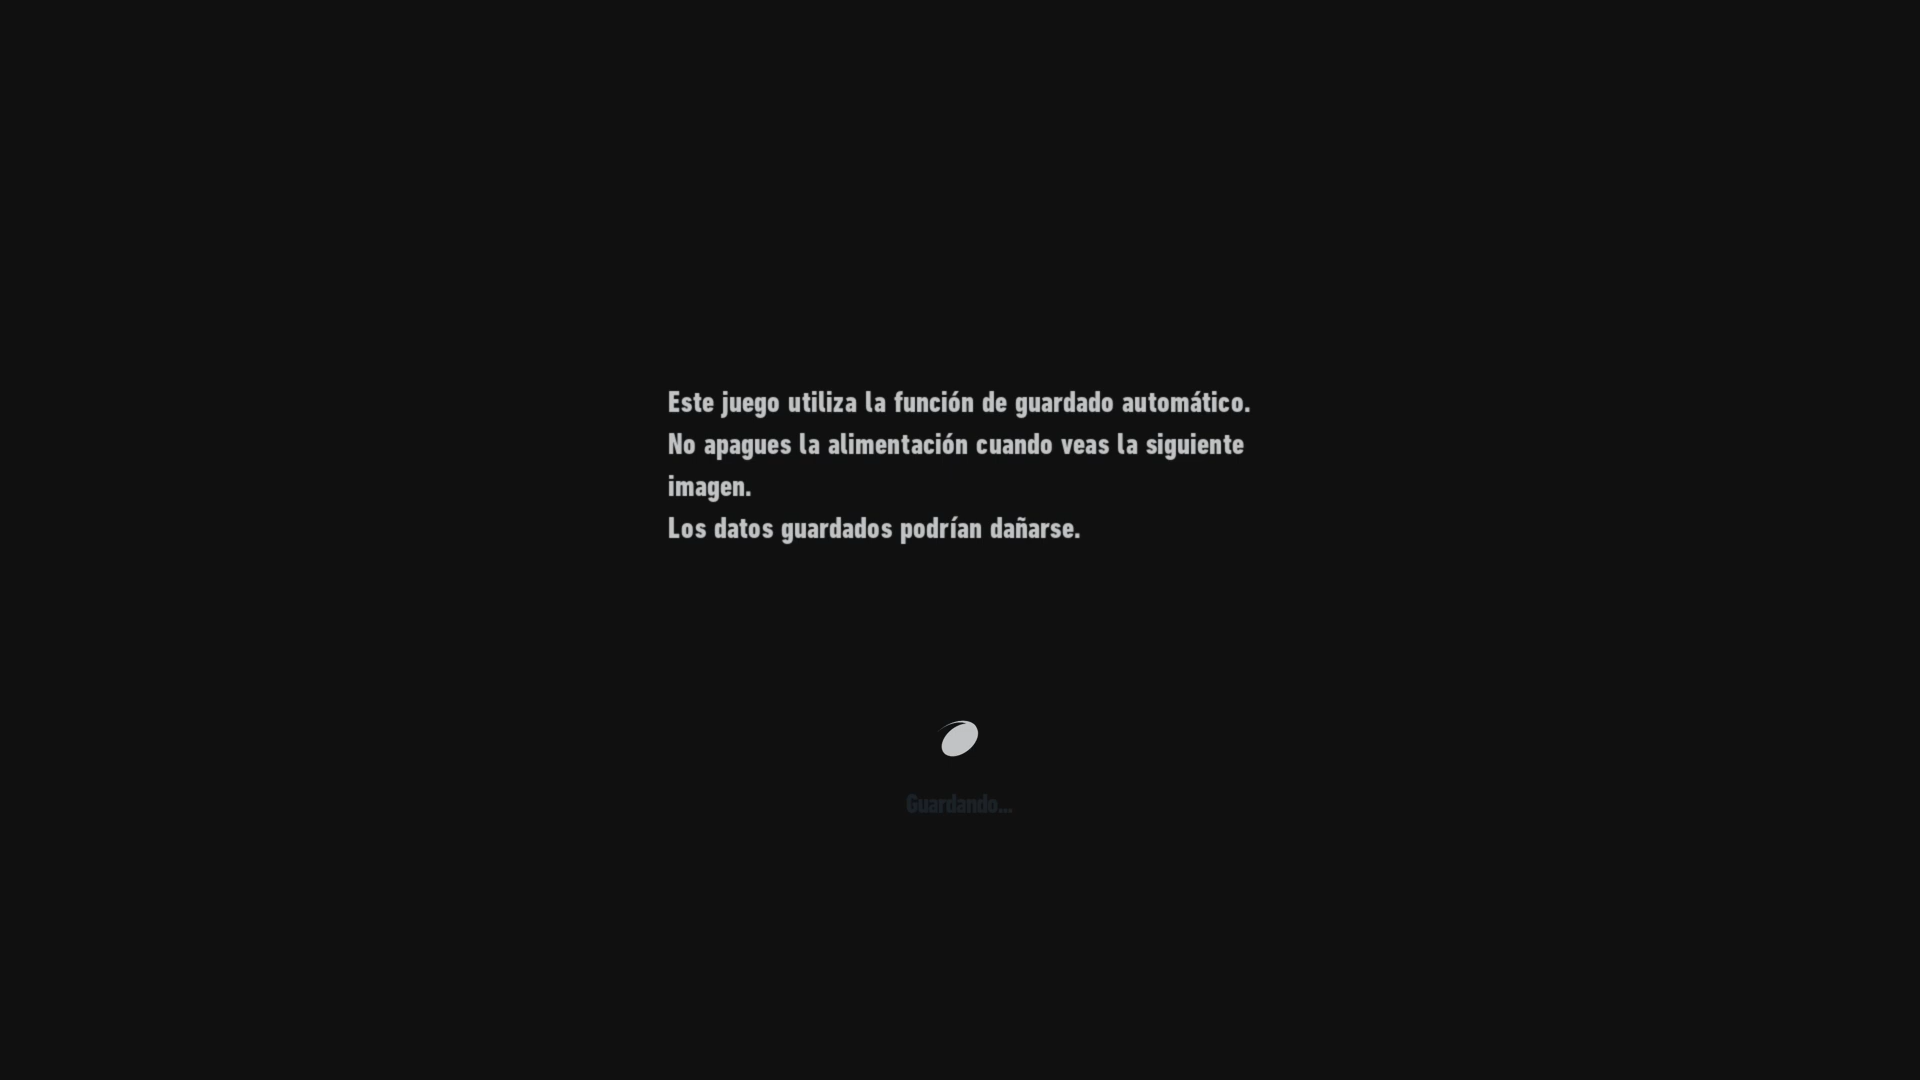 Este juego utiliza la función de guardado automático.
No apagues la alimentación cuando veas la siguiente
imagen.
Los datos guardados podrían dañarse.
Guardando...